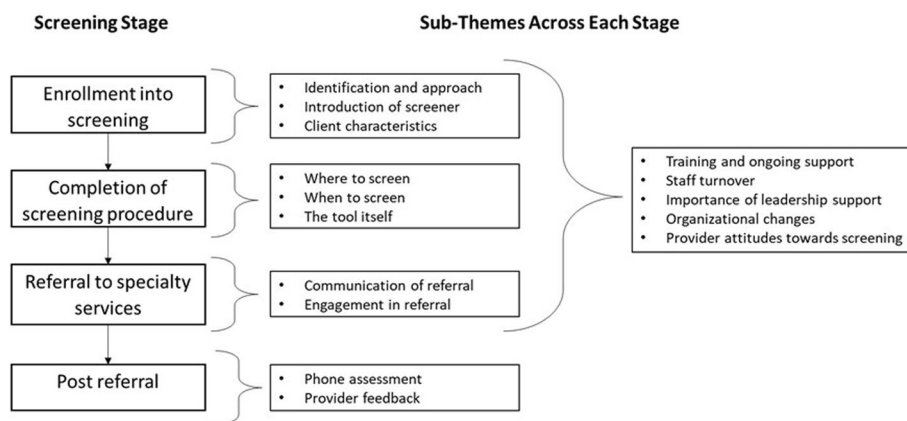 Screening Stage
Sub-Themes Across Each Stage
Enrollment into
screening
• Identification and approach
• Introduction of screener
• Client characteristics
Completion of
screening procedure
• Where to screen
• When to screen
• The tool itself
Referral to specialty
services
• Communication of referral
• Engagement in referral
Post referral
• Phone assessment
• Provider feedback
• Training and ongoing support
• Staff turnover
• Importance of leadership support
• Organizational changes
• Provider attitudes towards screening